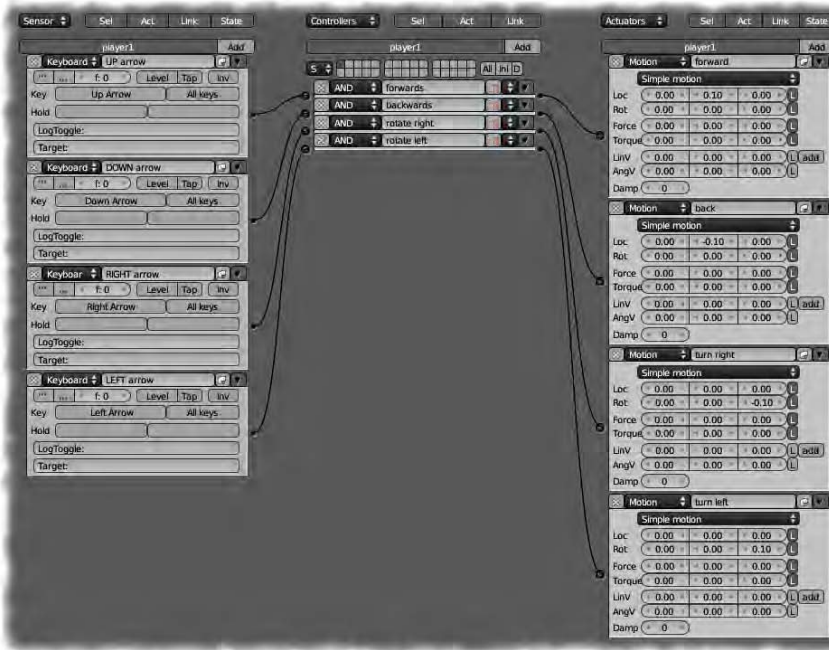 Sensor Sel Act Link State
player1 Add
Keyboard UP arrow
f: 0 Level Tap Inv
Key Up Arrow All keys
Hold
LogToggle:
Target:
Keyboard DOWN arrow
f: 0 Level Tap Inv
Key Down Arrow All keys
Hold
LogToggle:
Target:
Keyboar RIGHT arrow
f: 0 Level Tap Inv
Key Right Arrow All keys
Hold
LogToggle:
Target:
Keyboard LEFT arrow
f: 0 Level Tap Inv
Key Left Arrow All keys
Hold
LogToggle:
Target:
Controllers Sel Act Link
player1 Add
S All Ini D
AND forwards
AND backwards
AND rotate right
AND rotate left
Actuators Sel Act Link State
player1 Add
Motion forward
Simple motion
Loc 0.00 0.10 0.00 L
Rot 0.00 0.00 0.00 L
Force 0.00 0.00 0.00 L
Torque 0.00 0.00 0.00 L
LinV 0.00 0.00 0.00 L add
AngV 0.00 0.00 0.00 L
Damp 0
Motion back
Simple motion
Loc 0.00 -0.10 0.00 L
Rot 0.00 0.00 0.00 L
Force 0.00 0.00 0.00 L
Torque 0.00 0.00 0.00 L
LinV 0.00 0.00 0.00 L add
AngV 0.00 0.00 0.00 L
Damp 0
Motion turn right
Simple motion
Loc 0.00 0.00 0.00 L
Rot 0.00 0.00 -0.10 L
Force 0.00 0.00 0.00 L
Torque 0.00 0.00 0.00 L
LinV 0.00 0.00 0.00 L add
AngV 0.00 0.00 0.00 L
Damp 0
Motion turn left
Simple motion
Loc 0.00 0.00 0.00 L
Rot 0.00 0.00 0.10 L
Force 0.00 0.00 0.00 L
Torque 0.00 0.00 0.00 L
LinV 0.00 0.00 0.00 L add
AngV 0.00 0.00 0.00 L
Damp 0